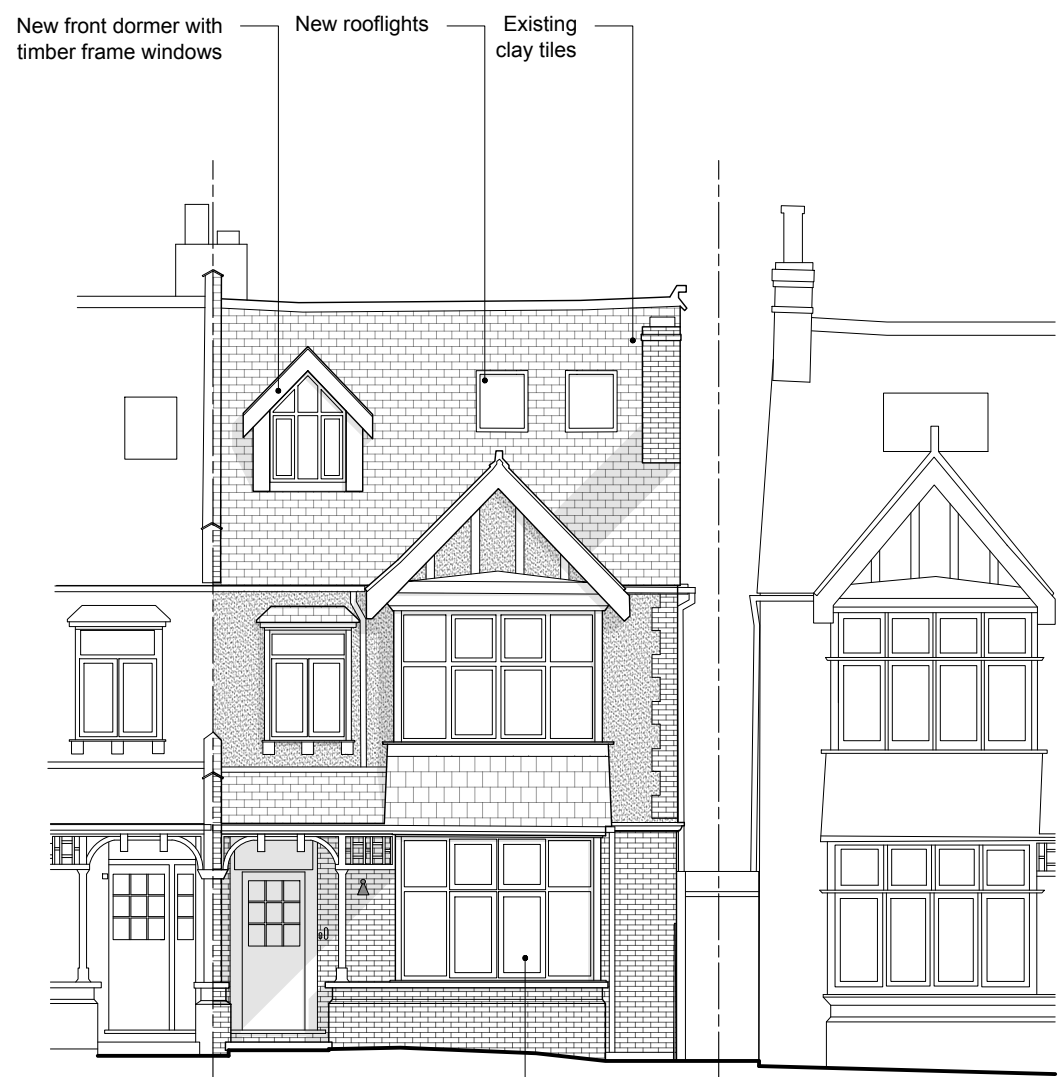 New front dormer with
timber frame windows
New rooflights
Existing
clay tiles